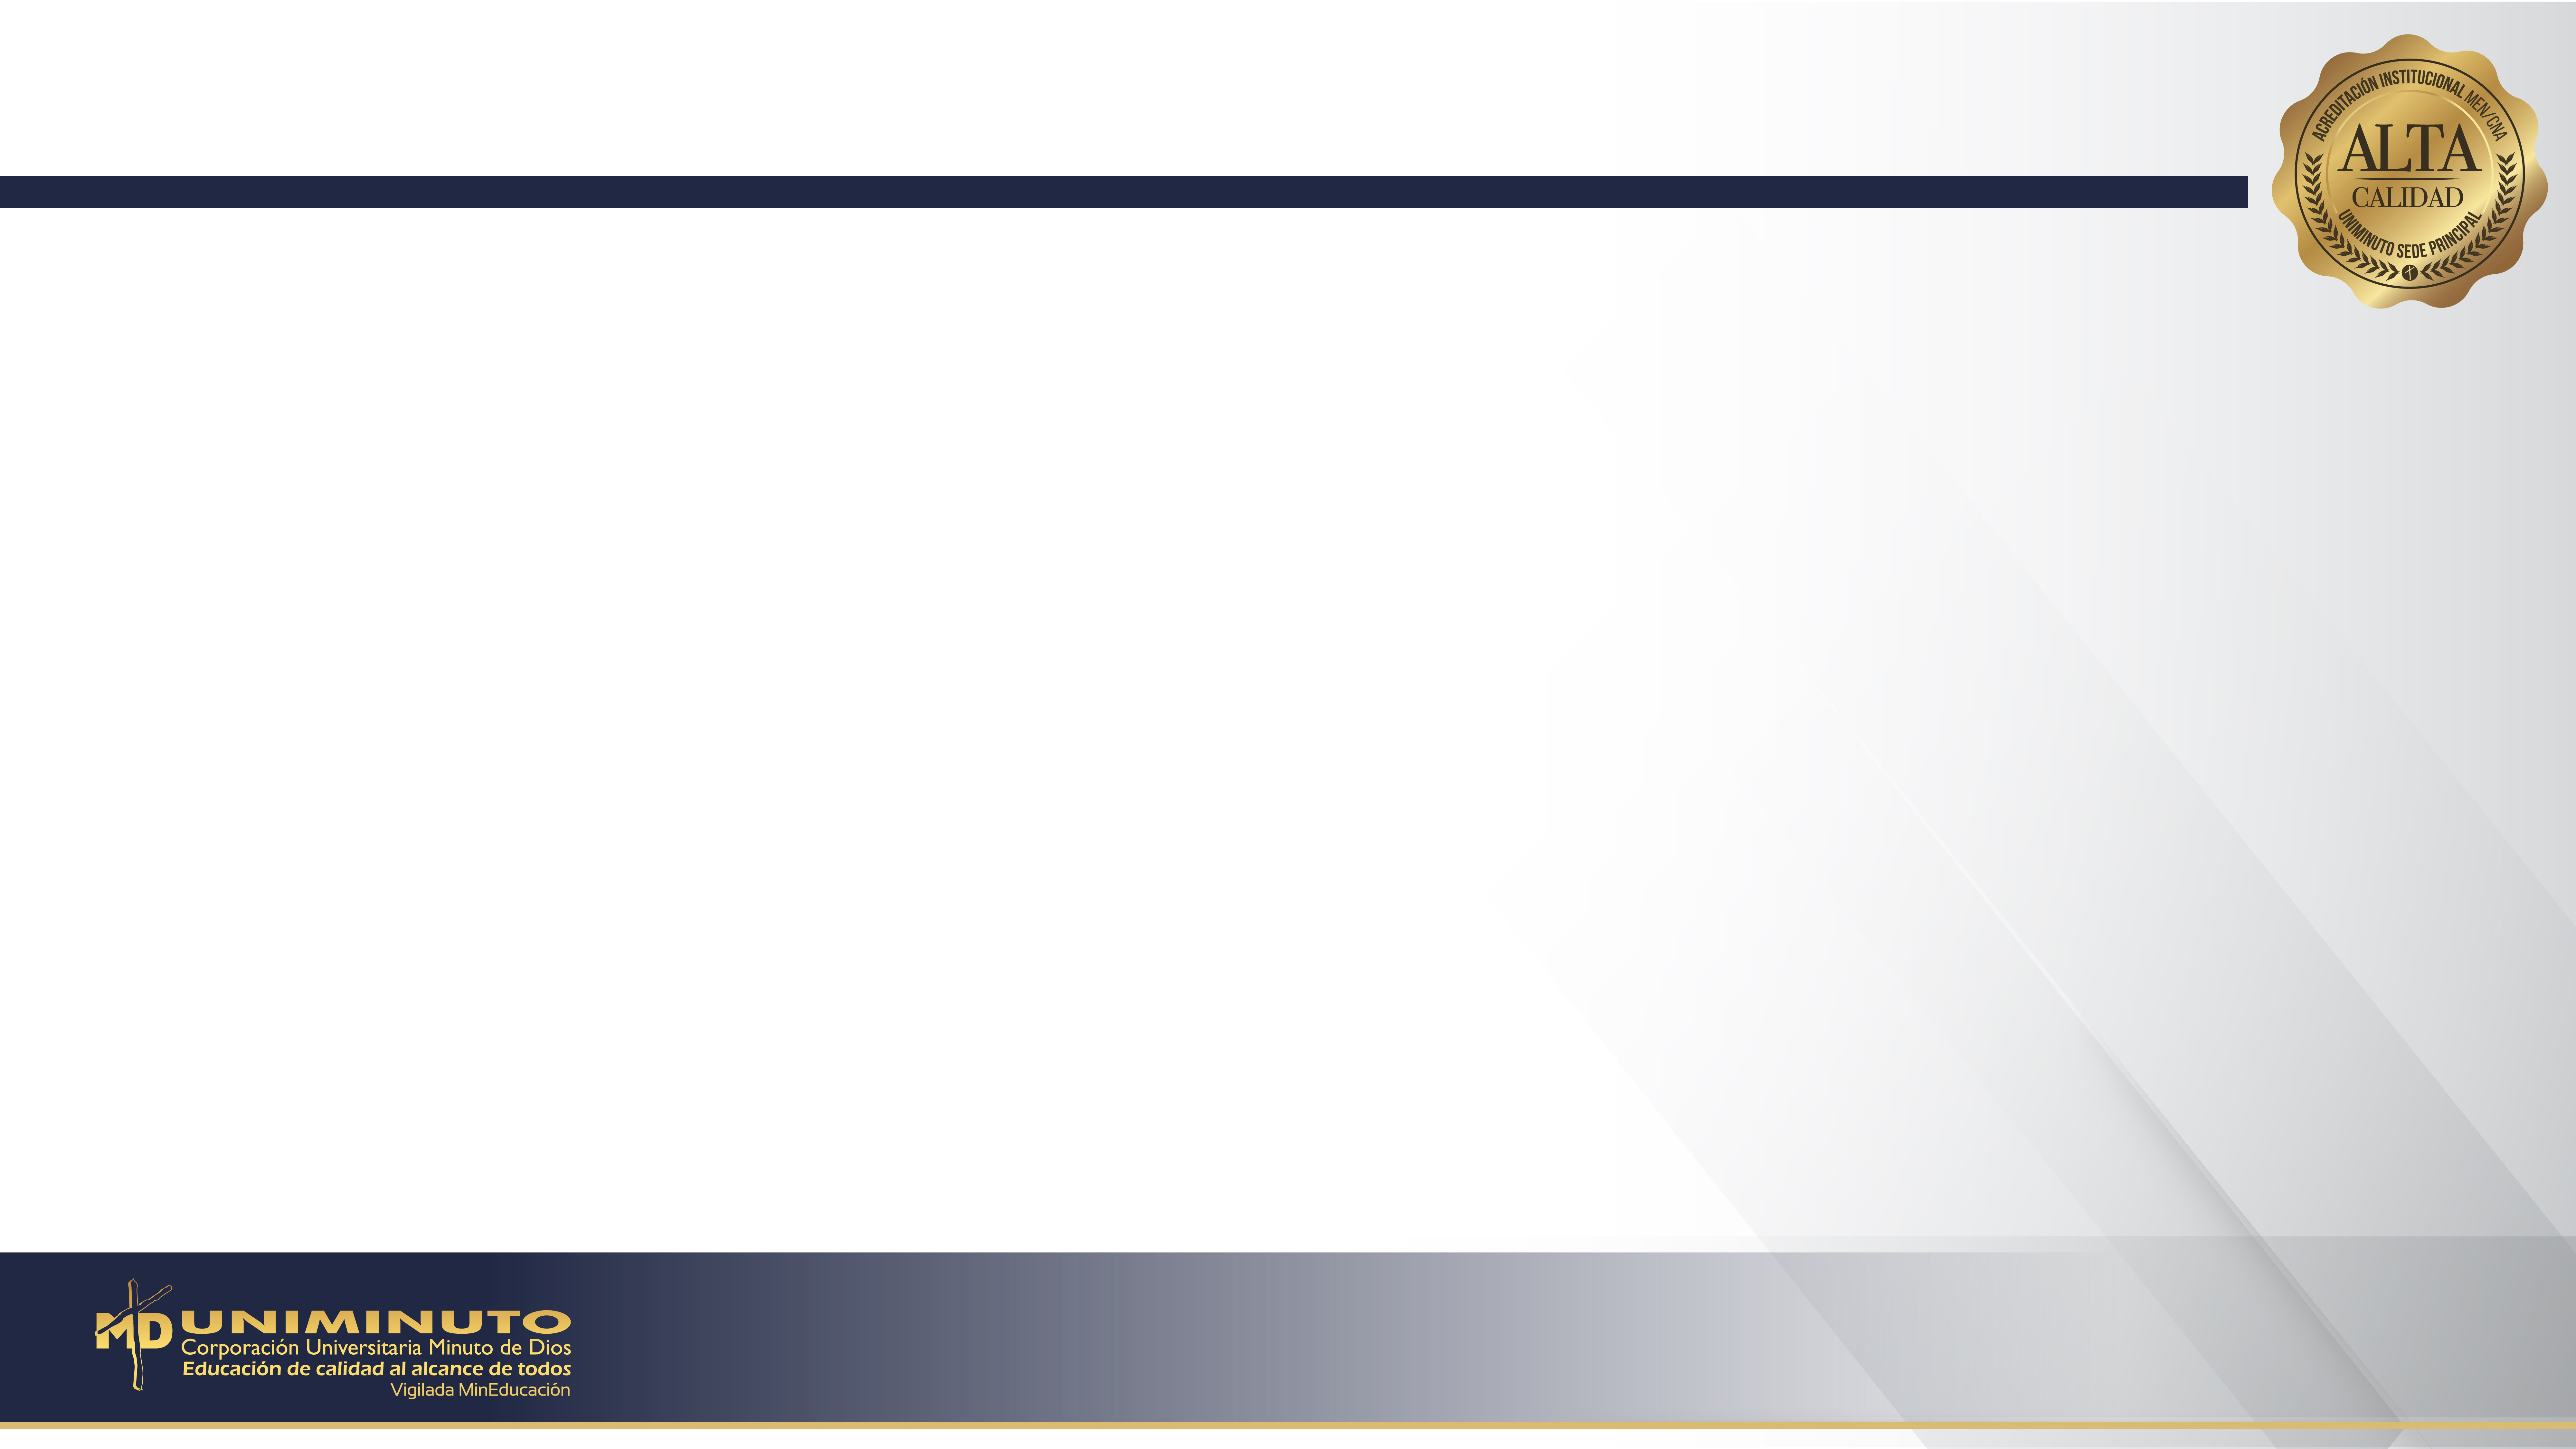 ACREDITACIÓN INSTITUCIONAL MEN/CNA
ALTA
CALIDAD
UNIMINUTO SEDE PRINCIPAL
MD UNIMINUTO
Corporación Universitaria Minuto de Dios
Educación de calidad al alcance de todos
Vigilada MinEducación